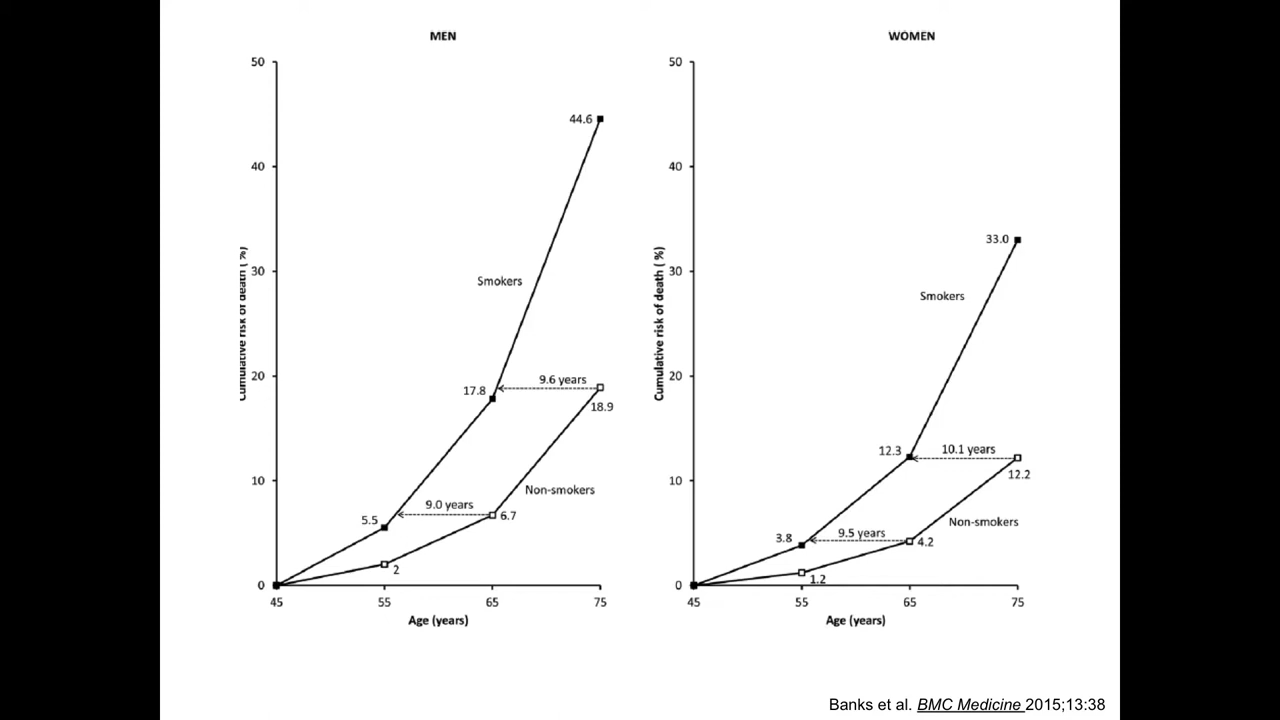 MEN
50
40
30
20
10
0
Cumulative risk of death ( %)
44.6
Smokers
17.8
9.6 years
18.9
Non-smokers
9.0 years
5.5
6.7
2
45 55 65 75
Age (years)
WOMEN
50
40
30
20
10
0
Cumulative risk of death ( %)
33.0
Smokers
12.3
10.1 years
12.2
Non-smokers
9.5 years
3.8
4.2
1.2
45 55 65 75
Age (years)
Banks et al. BMC Medicine 2015;13:38